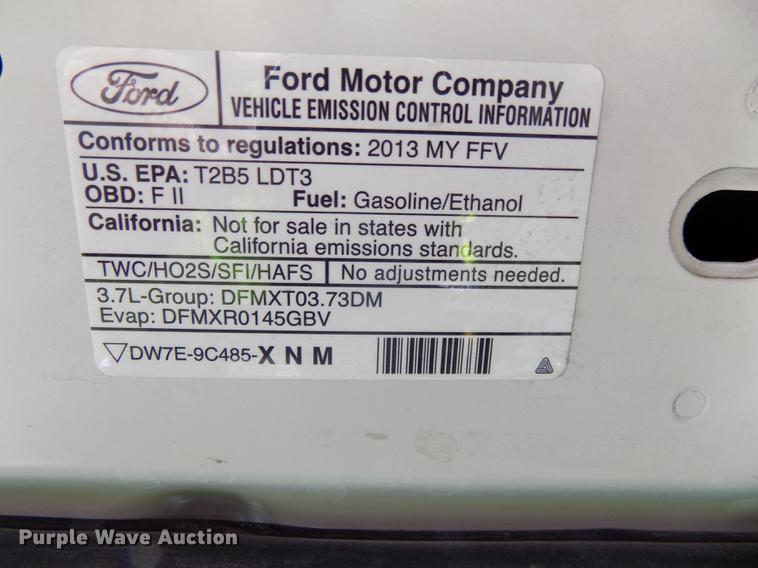 Ford
Ford Motor Company
VEHICLE EMISSION CONTROL INFORMATION
Conforms to regulations: 2013 MY FFV
U.S. EPA: T2B5 LDT3
OBD: F II Fuel: Gasoline/Ethanol
California: Not for sale in states with
California emissions standards.
TWC/HO2S/SFI/HAFS No adjustments needed.
3.7L-Group: DFMXT03.73DM
Evap: DFMXR0145GBV
▽DW7E-9C485-X N M
Purple Wave Auction